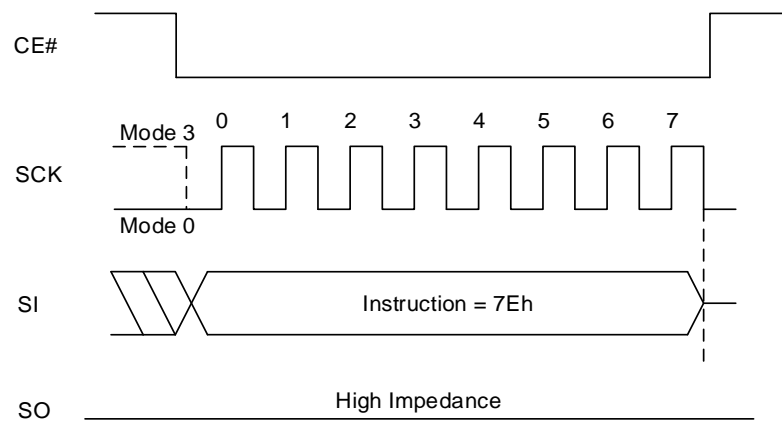 CE#
Mode 3
0 1 2 3 4 5 6 7
SCK
Mode 0
SI
Instruction = 7Eh
High Impedance
SO